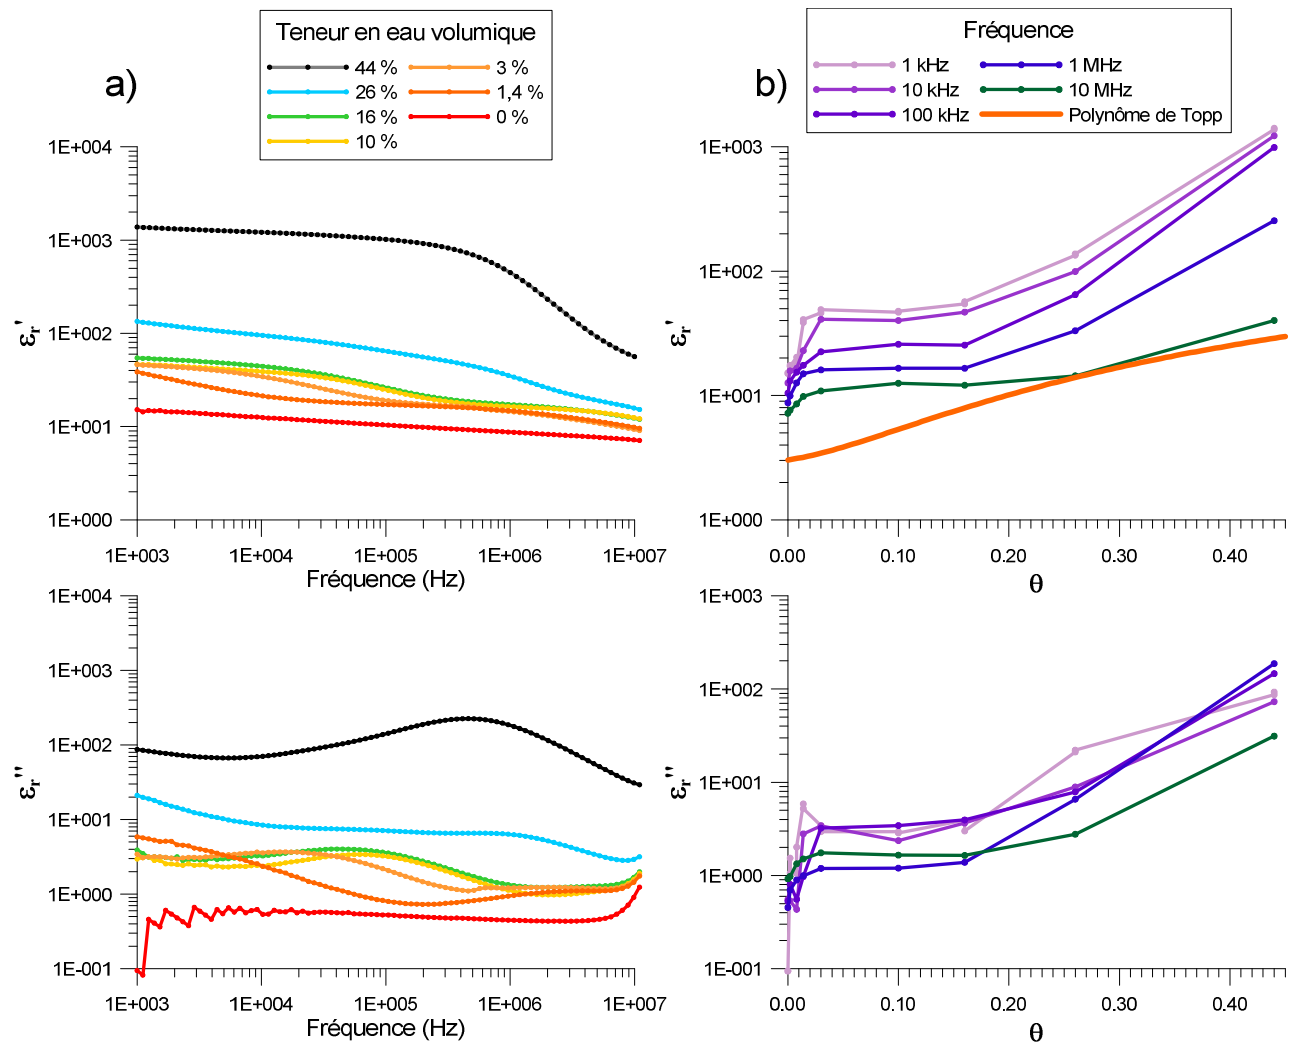 a)
Teneur en eau volumique
44 % 3 %
26 % 1,4 %
16 % 0 %
10 %
1E+004
1E+003
1E+002
1E+001
1E+000
εr'
1E+003 1E+004 1E+005 1E+006 1E+007
Fréquence (Hz)
b)
Fréquence
1 kHz 1 MHz
10 kHz 10 MHz
100 kHz Polynôme de Topp
1E+003
1E+002
1E+001
1E+000
εr'
0.00 0.10 0.20 0.30 0.40
θ
1E+004
1E+003
1E+002
1E+001
1E+000
1E-001
εr''
1E+003 1E+004 1E+005 1E+006 1E+007
Fréquence (Hz)
1E+003
1E+002
1E+001
1E+000
1E-001
εr''
0.00 0.10 0.20 0.30 0.40
θ